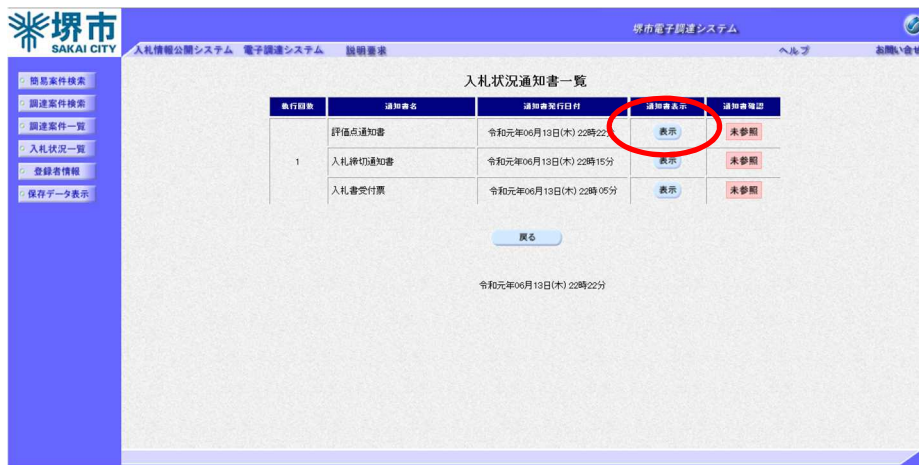 堺市
SAKAI CITY
堺市電子調達システム
入札情報公開システム 電子調達システム 説明要求 ヘルプ お問い合せ
簡易案件検索
調達案件検索
調達案件一覧
入札状況一覧
登録者情報
保存データ表示
入札状況通知書一覧
執行回数 通知書名 通知書発行日付 通知書表示 通知書確認
評価点通知書 令和元年06月13日(木) 22時22分 表示 未参照
1 入札締切通知書 令和元年06月13日(木) 22時15分 表示 未参照
入札書受付票 令和元年06月13日(木) 22時05分 表示 未参照
戻る
令和元年06月13日(木) 22時22分